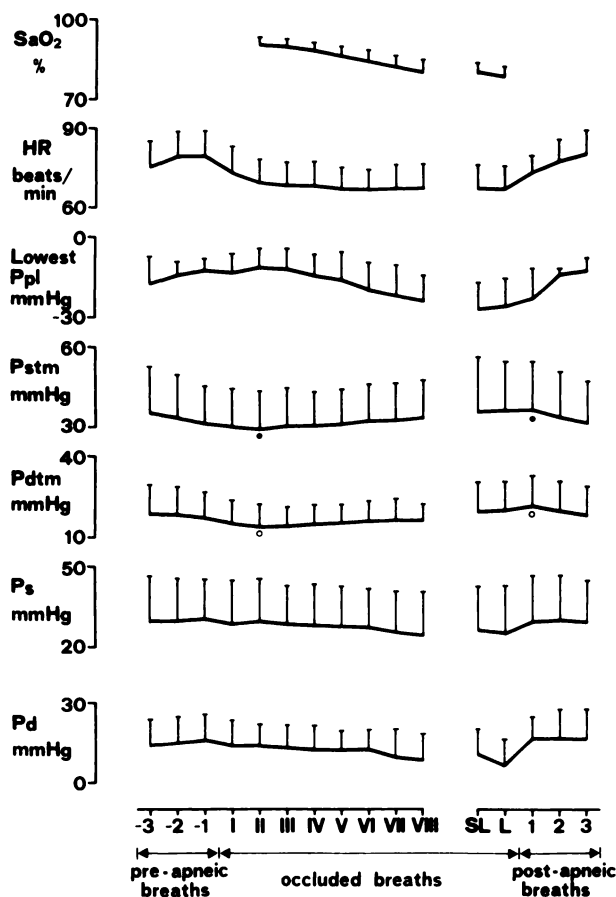 100
SaO2
%
70
90
HR
beats/
min
60
0
Lowest
Ppl
mmHg
-30
60
Pstm
mmHg
30
40
Pdtm
mmHg
10
50
Ps
mmHg
20
30
Pd
mmHg
0
-3 -2 -1 I II III IV V VI VII VIII SL L 1 2 3
pre-apneic breaths
occluded breaths
post-apneic breaths